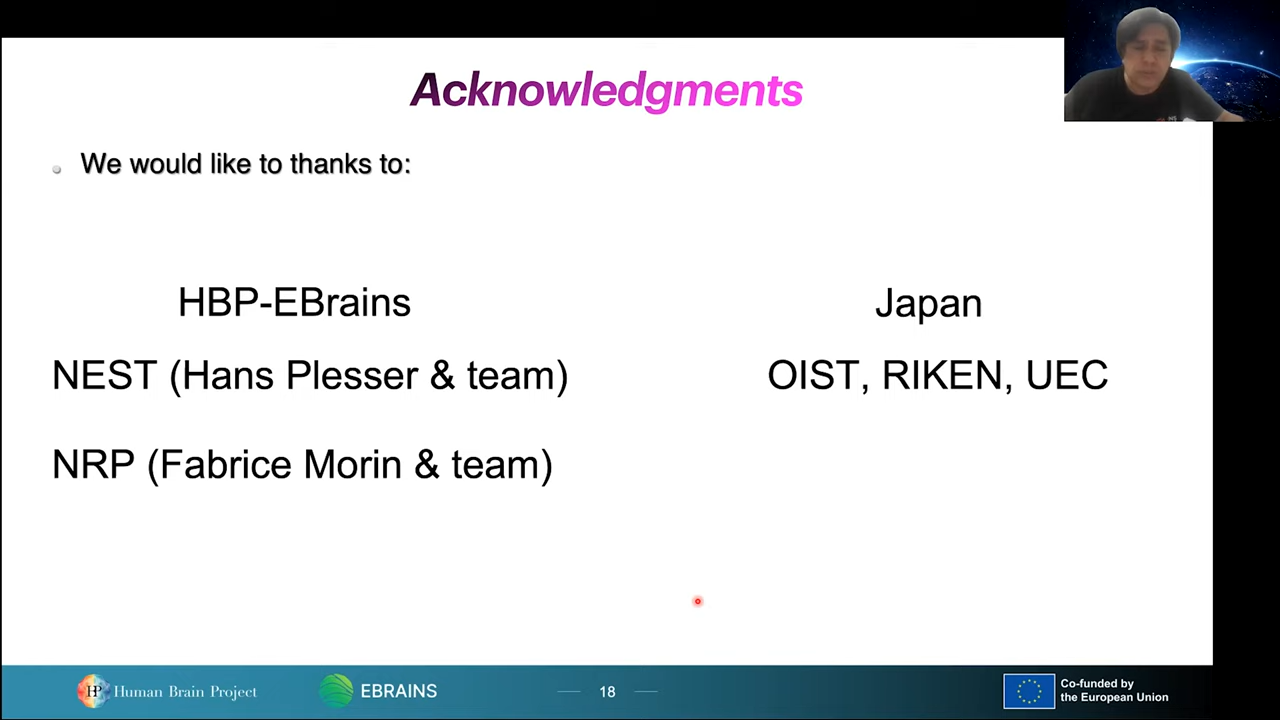 Acknowledgments
We would like to thanks to:
HBP-EBrains
NEST (Hans Plesser & team)
NRP (Fabrice Morin & team)
Japan
OIST, RIKEN, UEC
HP Human Brain Project
EBRAINS
18
Co-funded by
the European Union